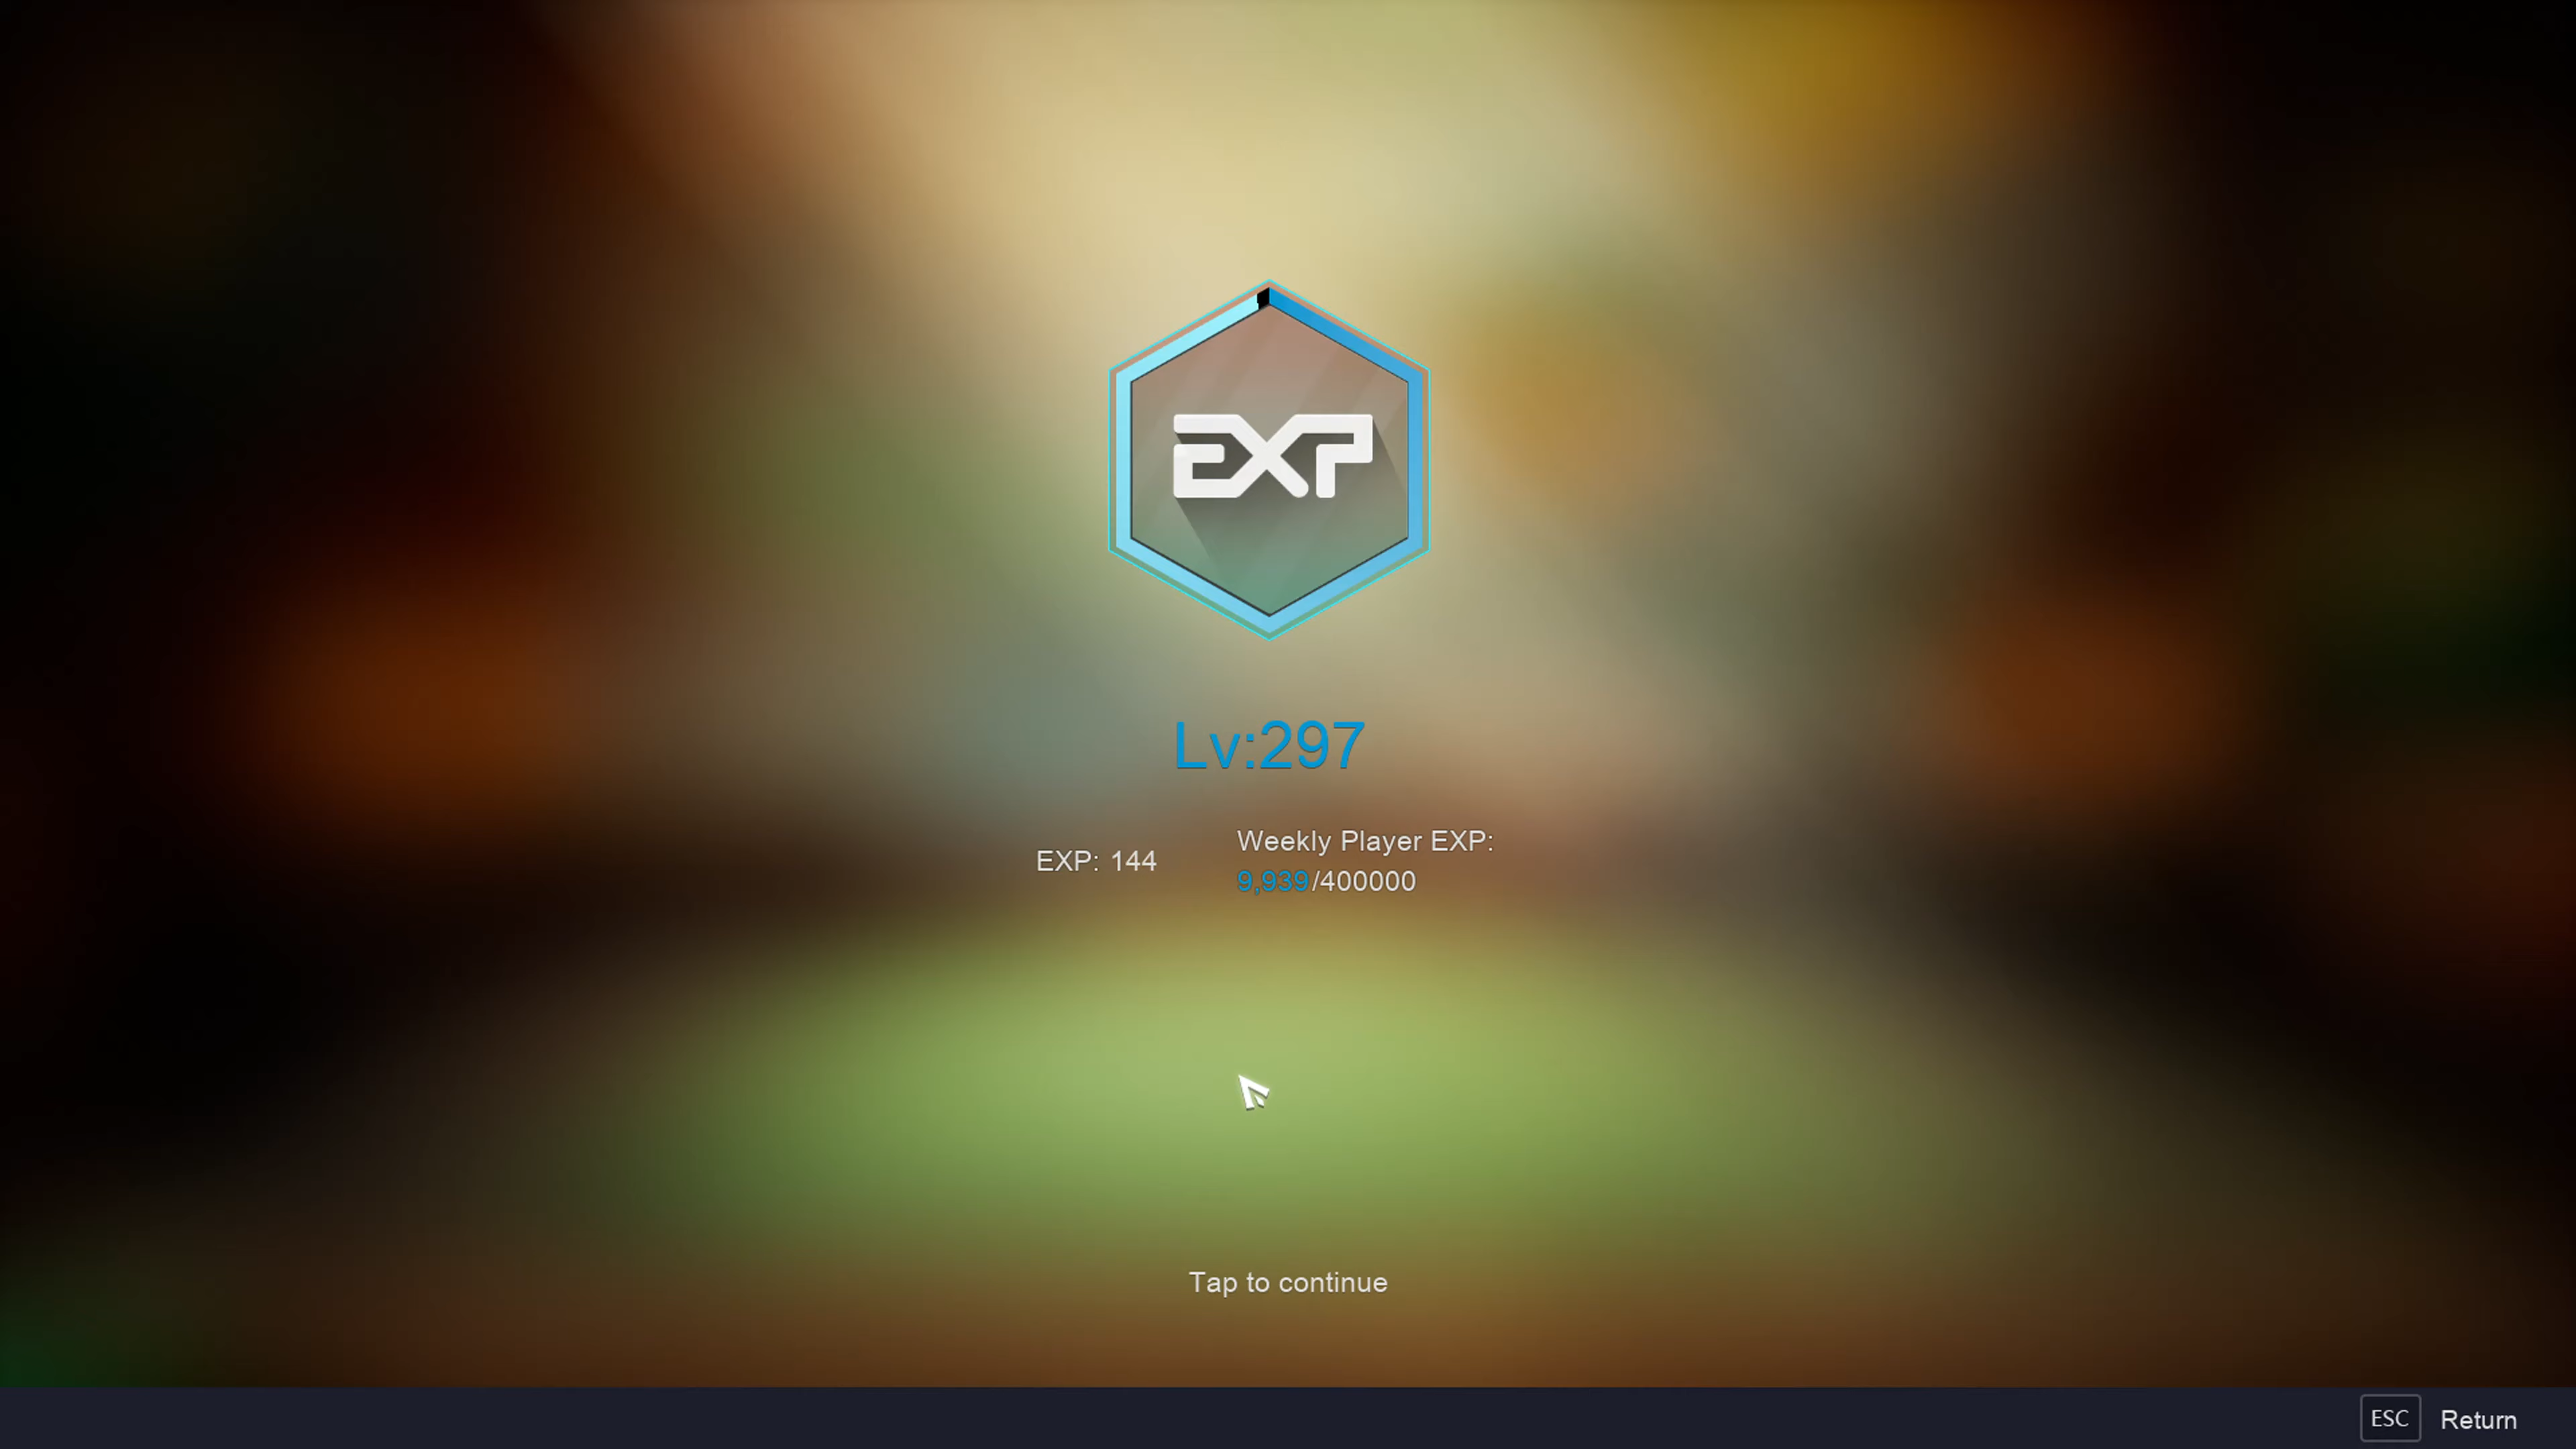 EXP
Lv:297
EXP: 144
Weekly Player EXP:
9,939/400000
Tap to continue
ESC Return